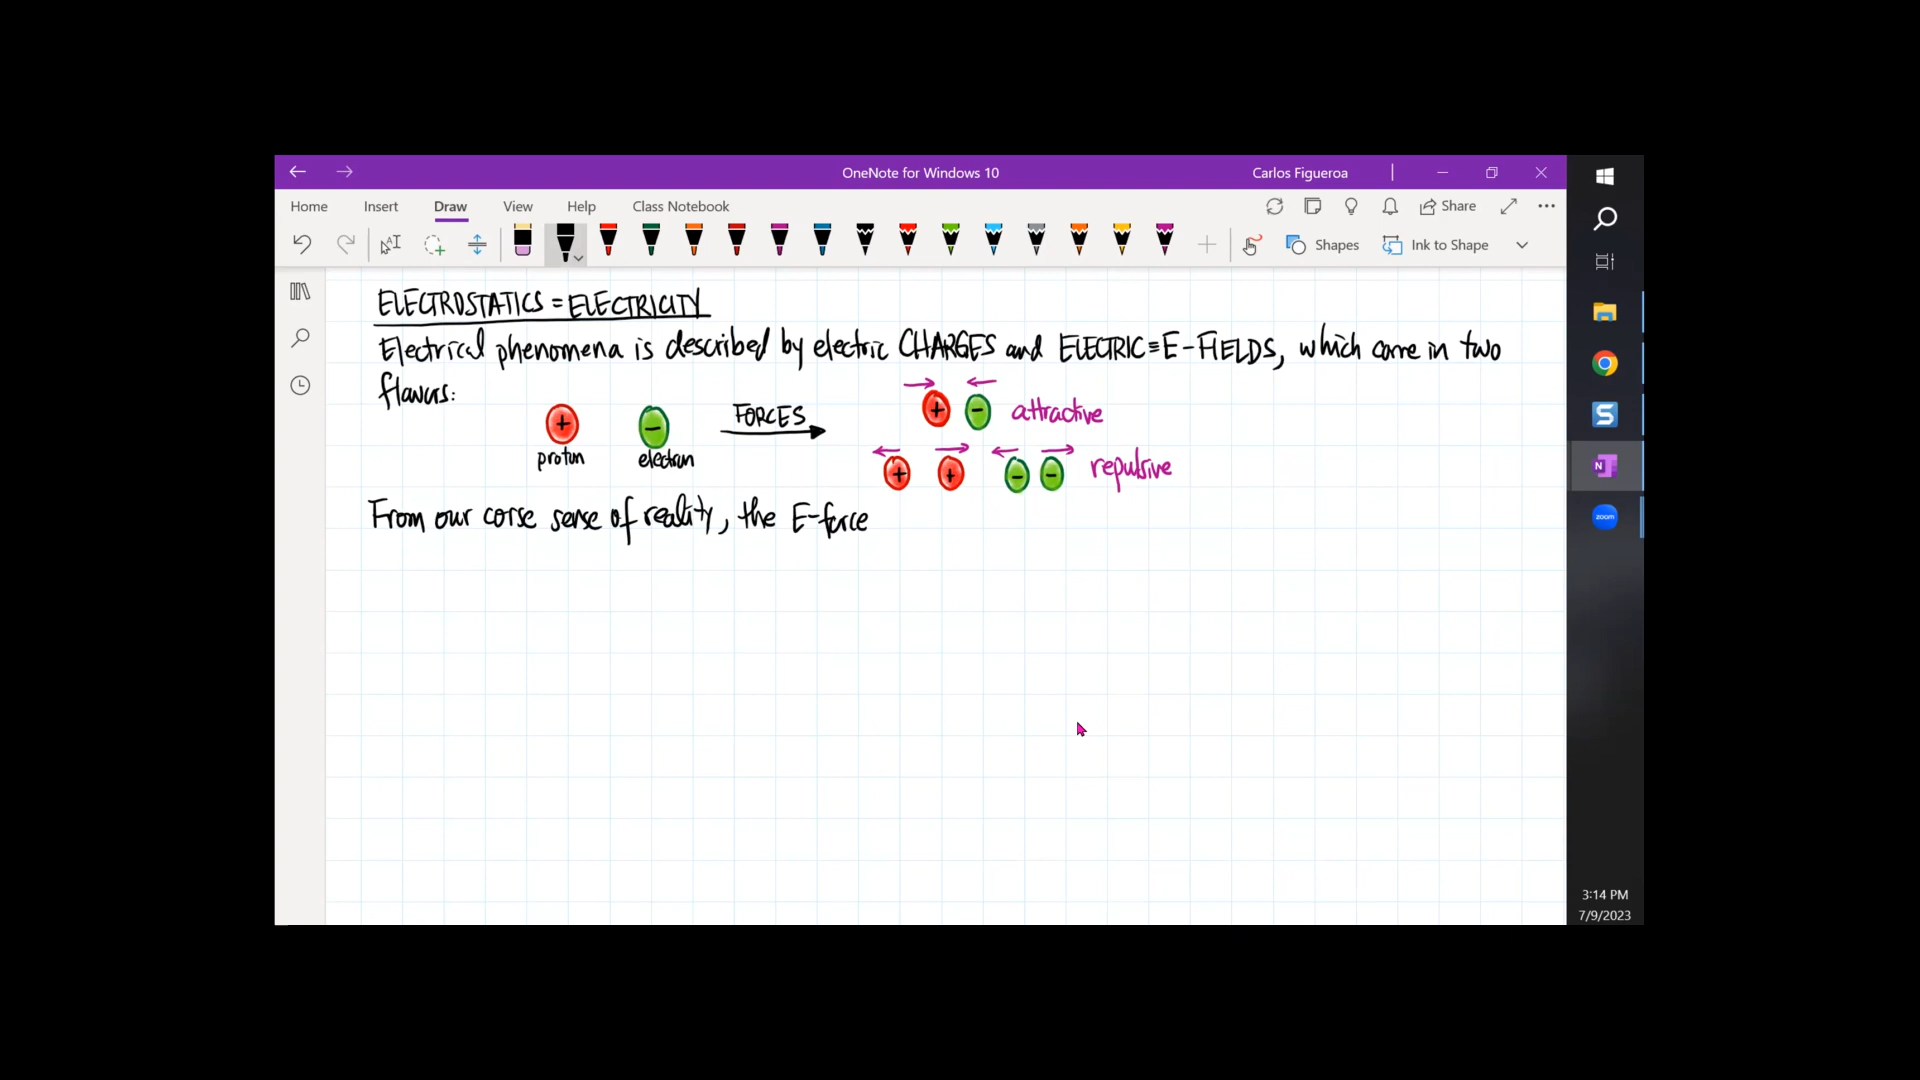 OneNote for Windows 10
Carlos Figueroa
Home Insert Draw View Help Class Notebook
Share
Shapes
Ink to Shape
ELECTROSTATICS = ELECTRICITY
Electrical phenomena is described by electric CHARGES and ELECTRIC≡E-FIELDS, which come in two
flavors:
+ - FORCES + - attractive
proton electron
+ + - - repulsive
From our corse sense of reality, the E-force
N
S
zoom
3:14 PM
7/9/2023